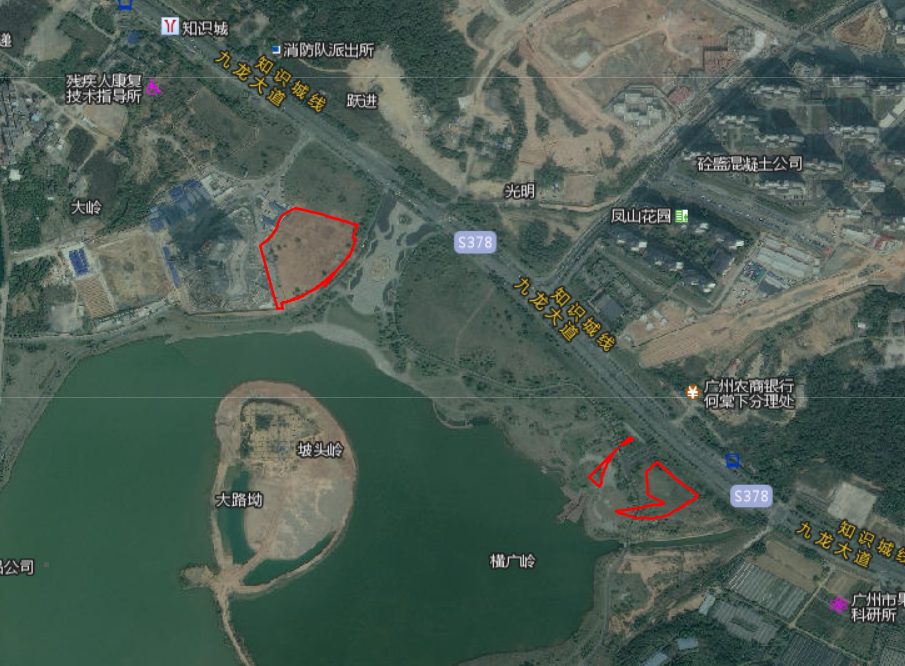 知识城
递
消防队派出所
知识城线
九龙大道
残疾人康复
技术指导所
跃进
砼盛混凝土公司
光明
大岭
凤山花园
S378
知识城线
九龙大道
广州农商银行
何棠下分理处
坡头岭
大路坳
S378
知识城线
九龙大道
横广岭
公司
广州市果
科研所